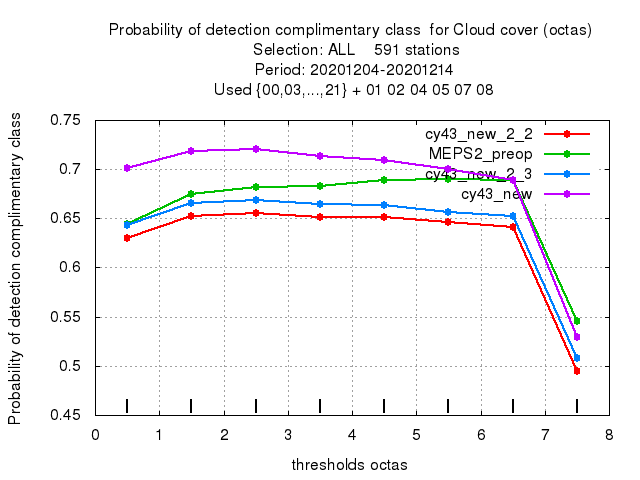 Probability of detection complimentary class  for Cloud cover (octas)
Selection: ALL    591 stations
Period: 20201204-20201214
Used {00,03,...,21} + 01 02 04 05 07 08
Probability of detection complimentary class
0.75
0.7
0.65
0.6
0.55
0.5
0.45
cy43_new_2_2
MEPS2_preop
cy43_new_2_3
cy43_new
0 1 2 3 4 5 6 7 8
thresholds octas